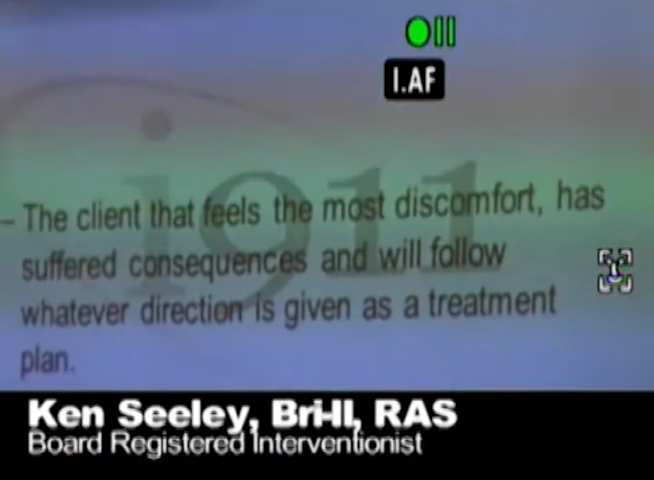 I.AF
i911
– The client that feels the most discomfort, has
suffered consequences and will follow
whatever direction is given as a treatment
plan.
Ken Seeley, Bri-II, RAS
Board Registered Interventionist